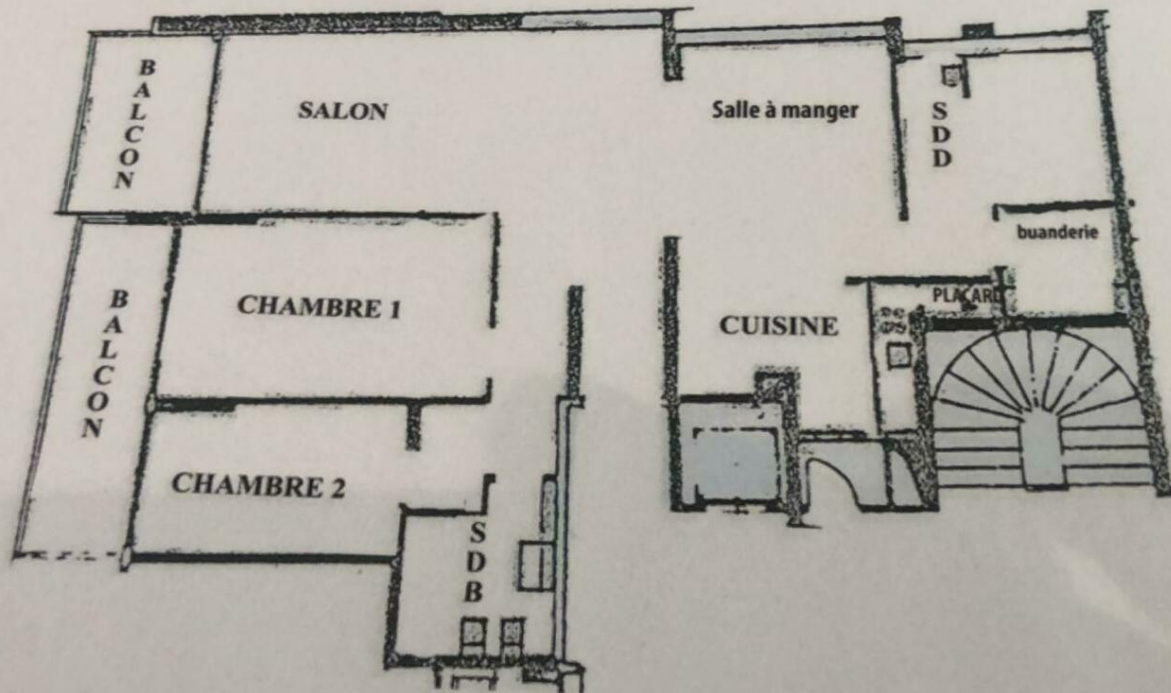 BALCON
SALON
Salle à manger
SDD
buanderie
BALCON
CHAMBRE 1
PLACARD
CUISINE
CHAMBRE 2
SDB